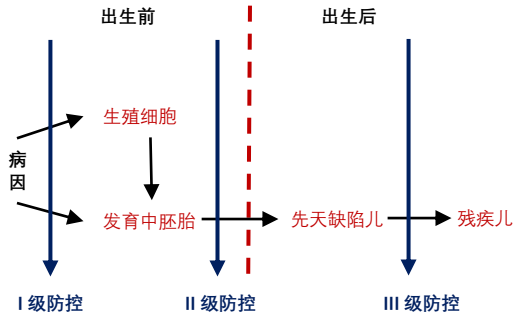 出生前
出生后
生殖细胞
病
因
发育中胚胎
先天缺陷儿
残疾儿
I 级防控
II 级防控
III 级防控